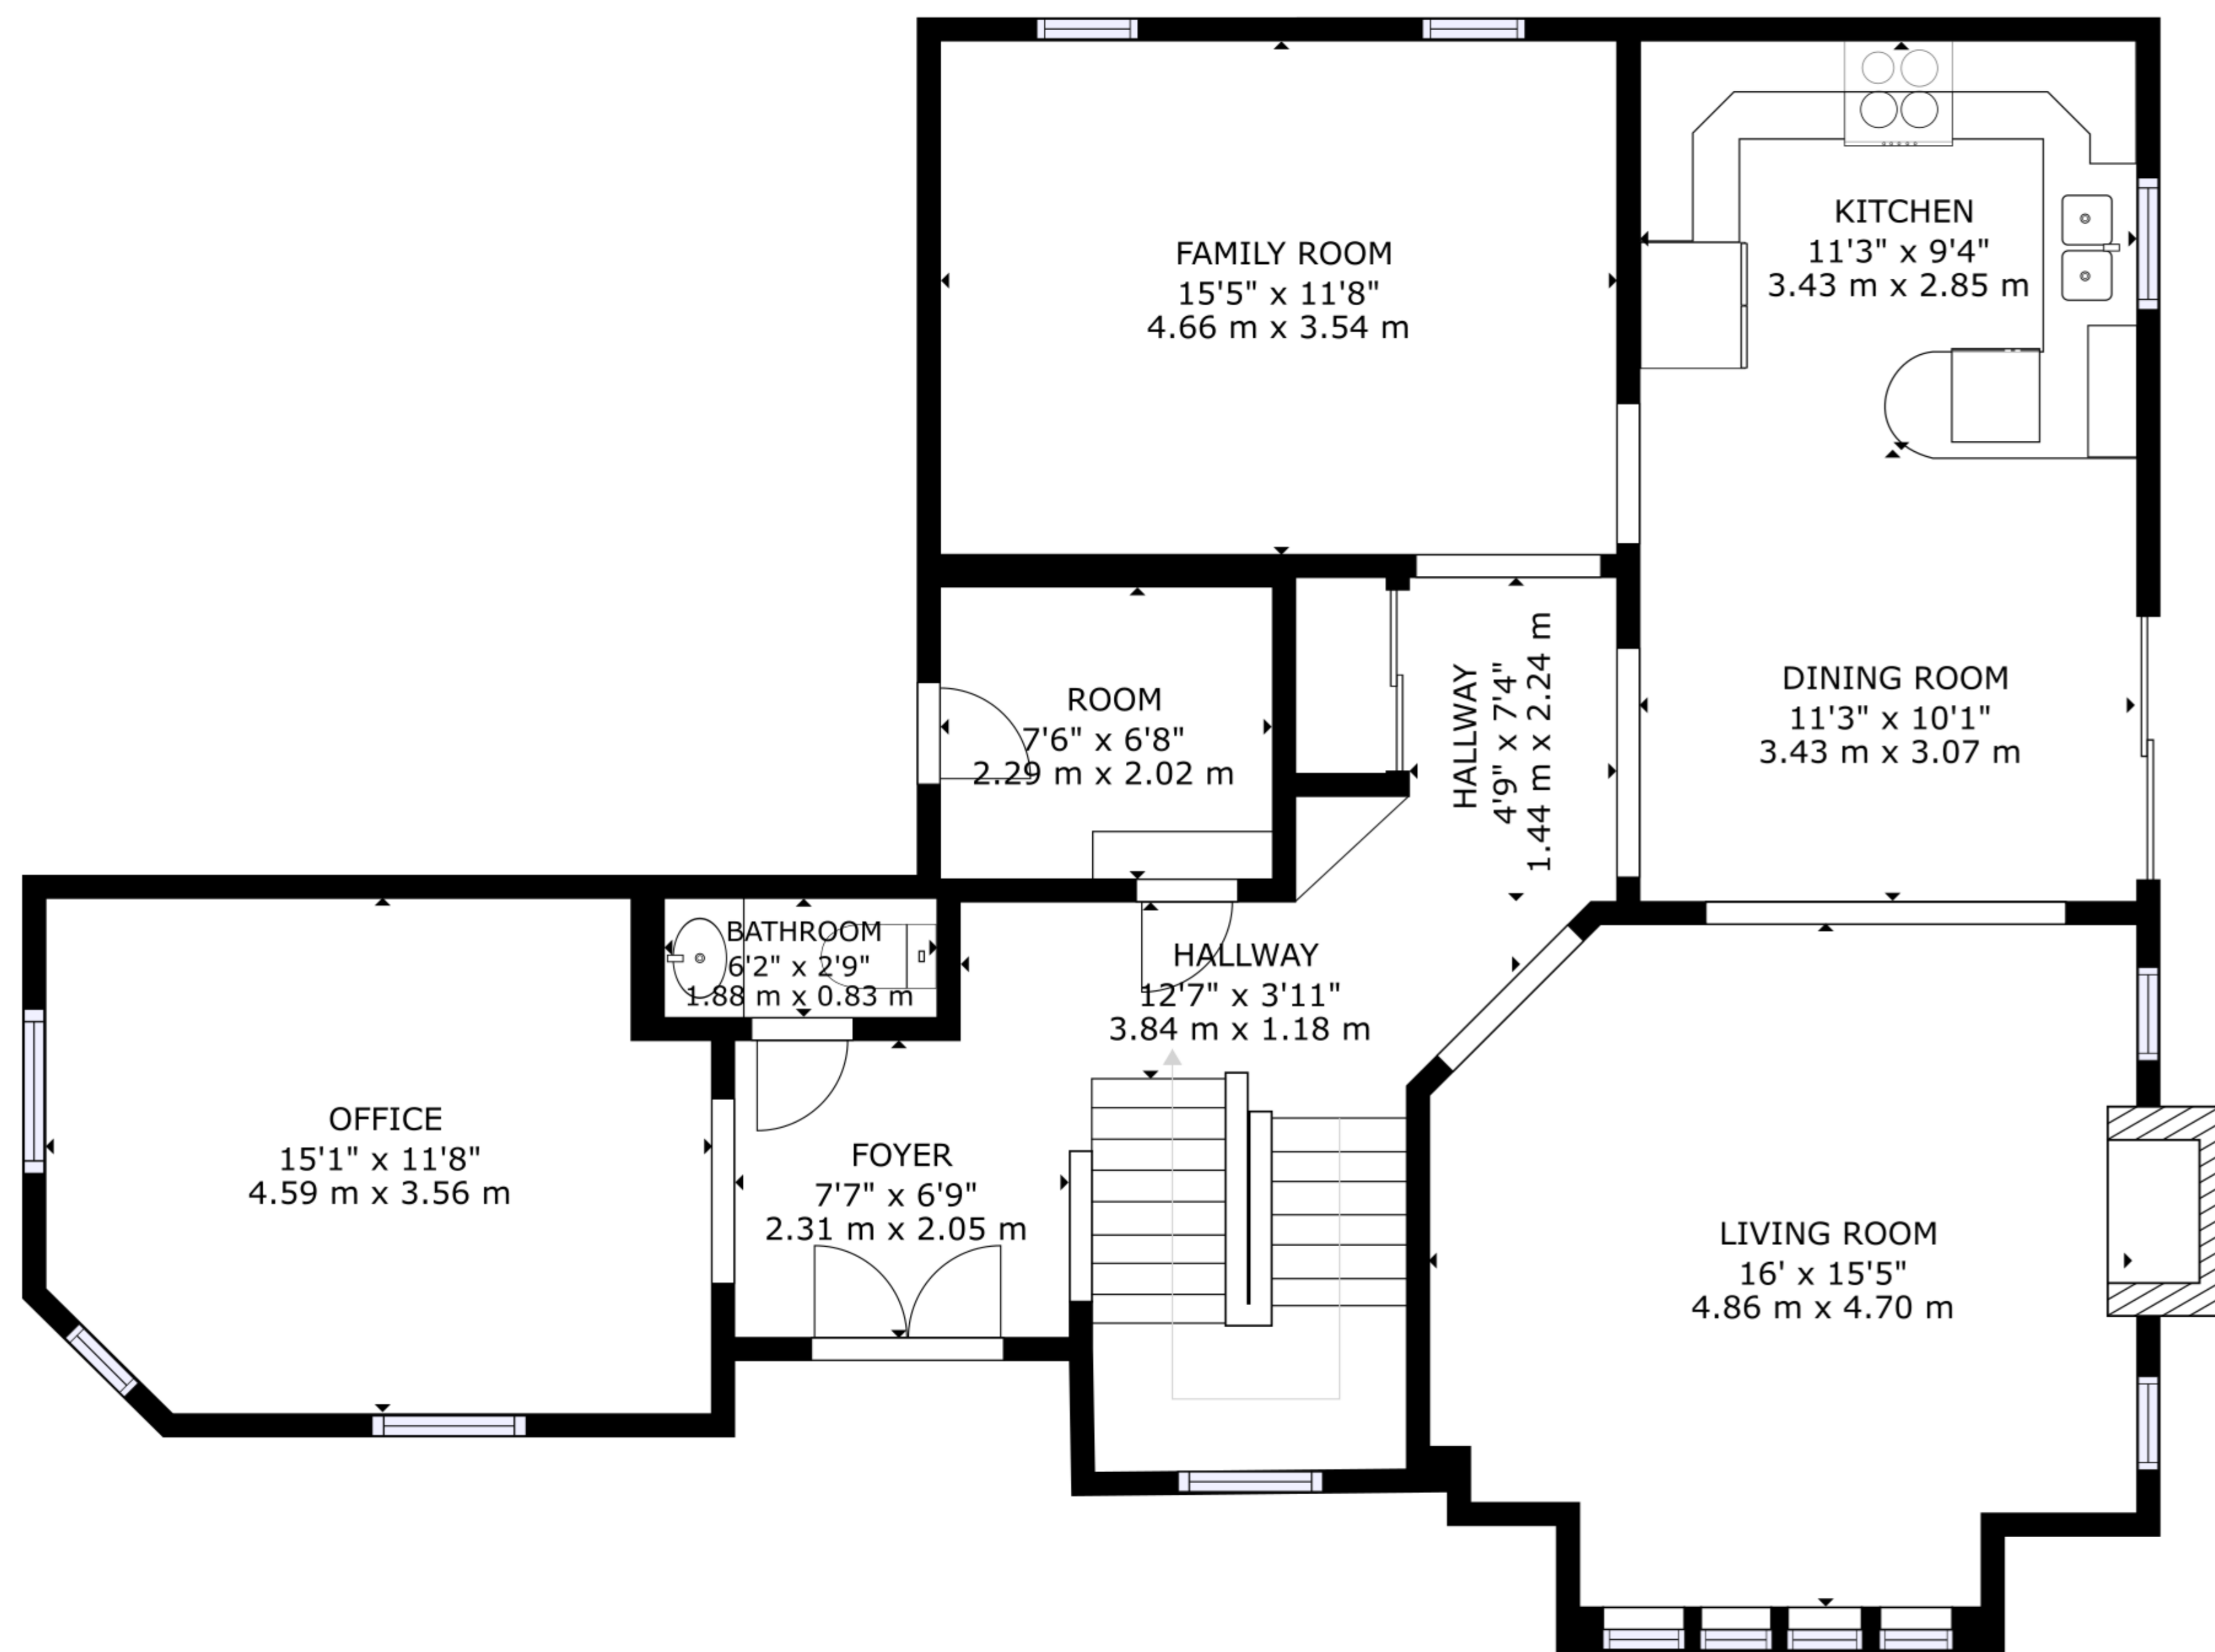 FAMILY ROOM
15'5" x 11'8"
4.66 m x 3.54 m
KITCHEN
11'3" x 9'4"
3.43 m x 2.85 m
ROOM
7'6" x 6'8"
2.29 m x 2.02 m
HALLWAY
4'9" x 7'4"
1.44 m x 2.24 m
DINING ROOM
11'3" x 10'1"
3.43 m x 3.07 m
BATHROOM
6'2" x 2'9"
1.88 m x 0.83 m
HALLWAY
12'7" x 3'11"
3.84 m x 1.18 m
OFFICE
15'1" x 11'8"
4.59 m x 3.56 m
FOYER
7'7" x 6'9"
2.31 m x 2.05 m
LIVING ROOM
16' x 15'5"
4.86 m x 4.70 m